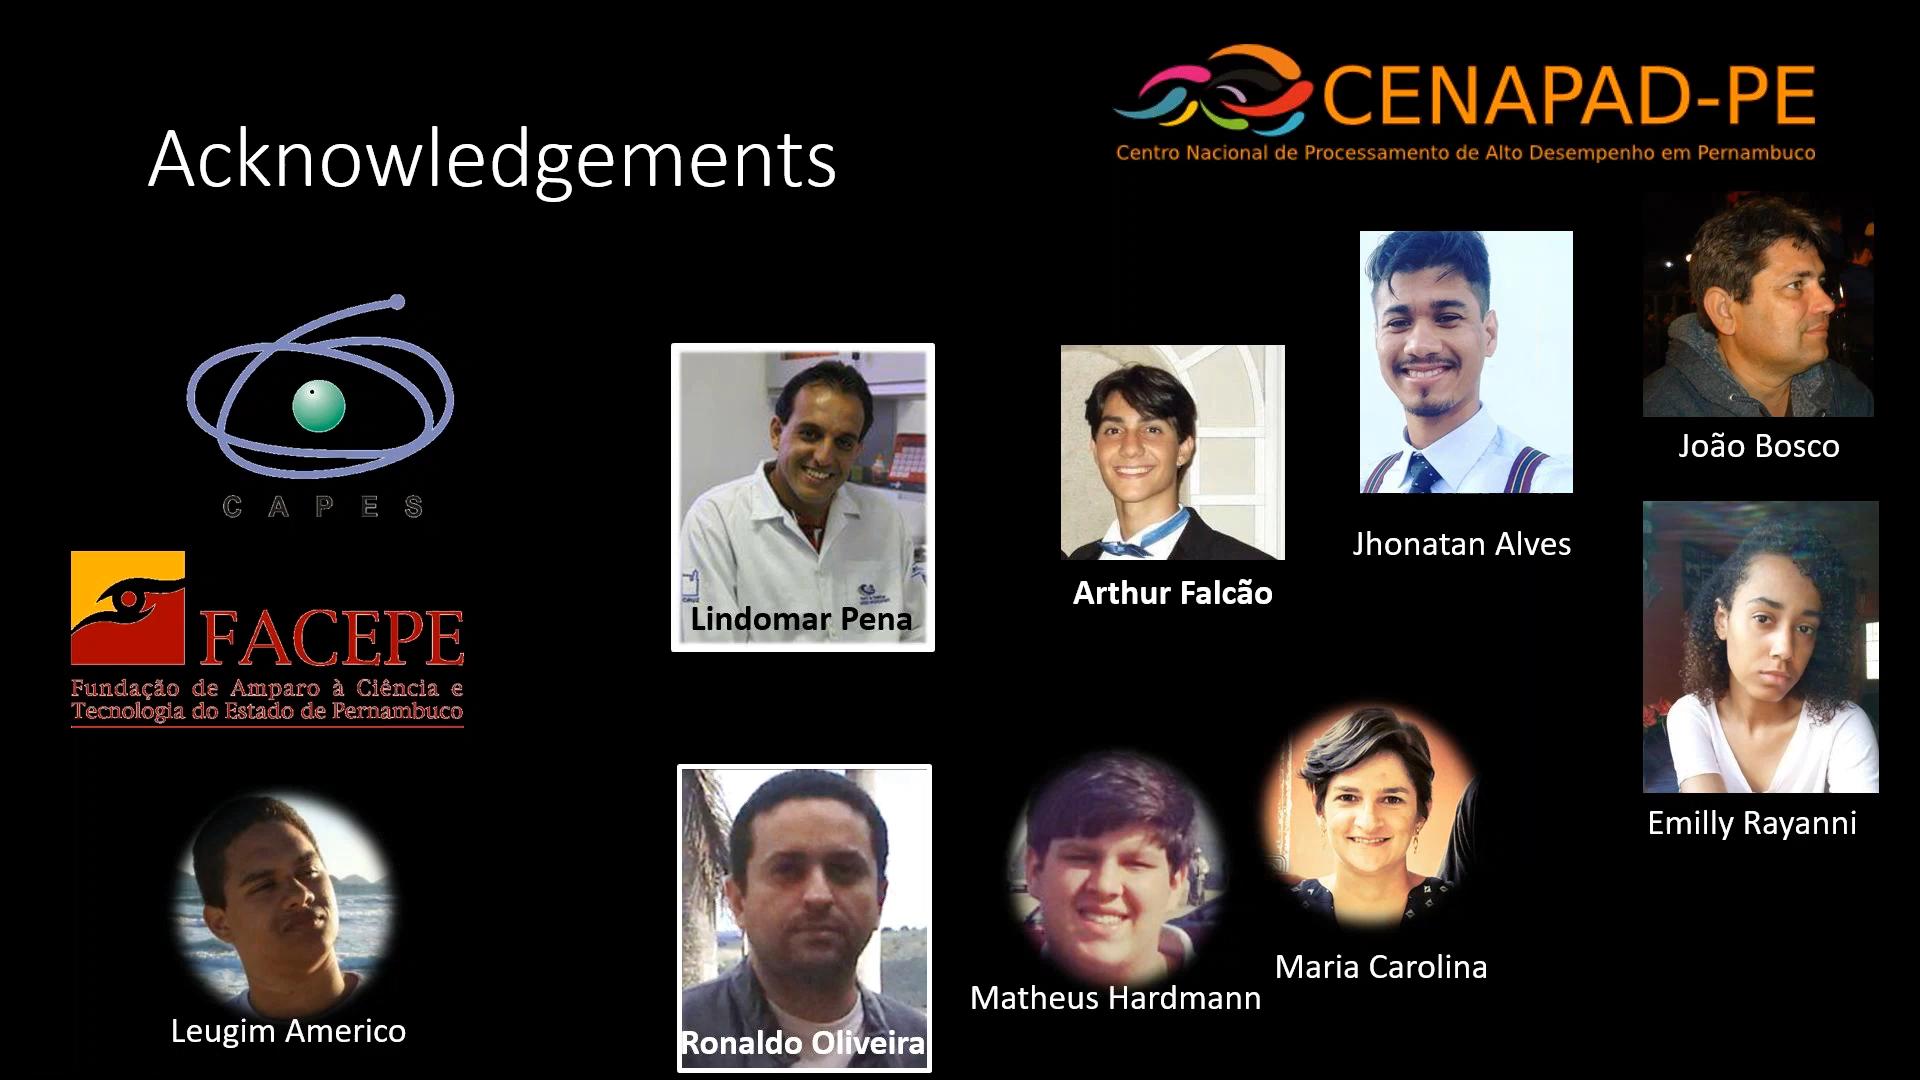 CENAPAD-PE
Centro Nacional de Processamento de Alto Desempenho em Pernambuco
Acknowledgements
CAPES
João Bosco
Jhonatan Alves
Arthur Falcão
Lindomar Pena
FACEPE
Fundação de Amparo à Ciência e
Tecnologia do Estado de Pernambuco
Emilly Rayanni
Maria Carolina
Matheus Hardmann
Leugim Americo
Ronaldo Oliveira